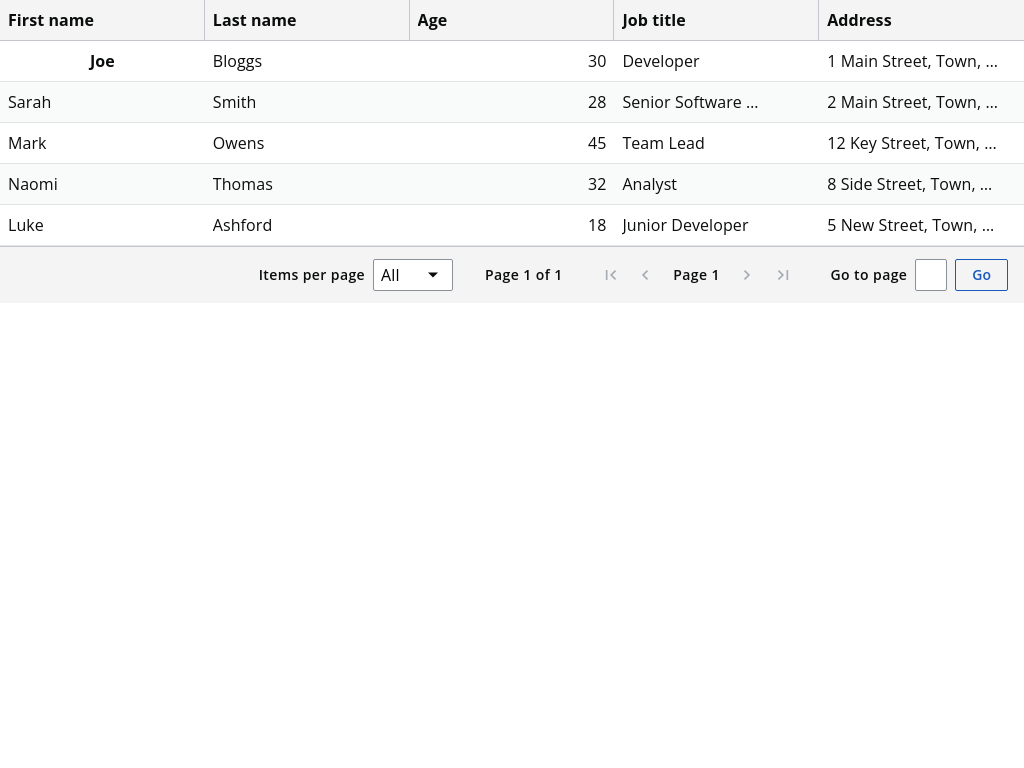 First name Last name Age Job title Address
Joe Bloggs 30 Developer 1 Main Street, Town, ...
Sarah Smith 28 Senior Software ... 2 Main Street, Town, ...
Mark Owens 45 Team Lead 12 Key Street, Town, ...
Naomi Thomas 32 Analyst 8 Side Street, Town, ...
Luke Ashford 18 Junior Developer 5 New Street, Town, ...
Items per page All Page 1 of 1 Page 1 Go to page Go